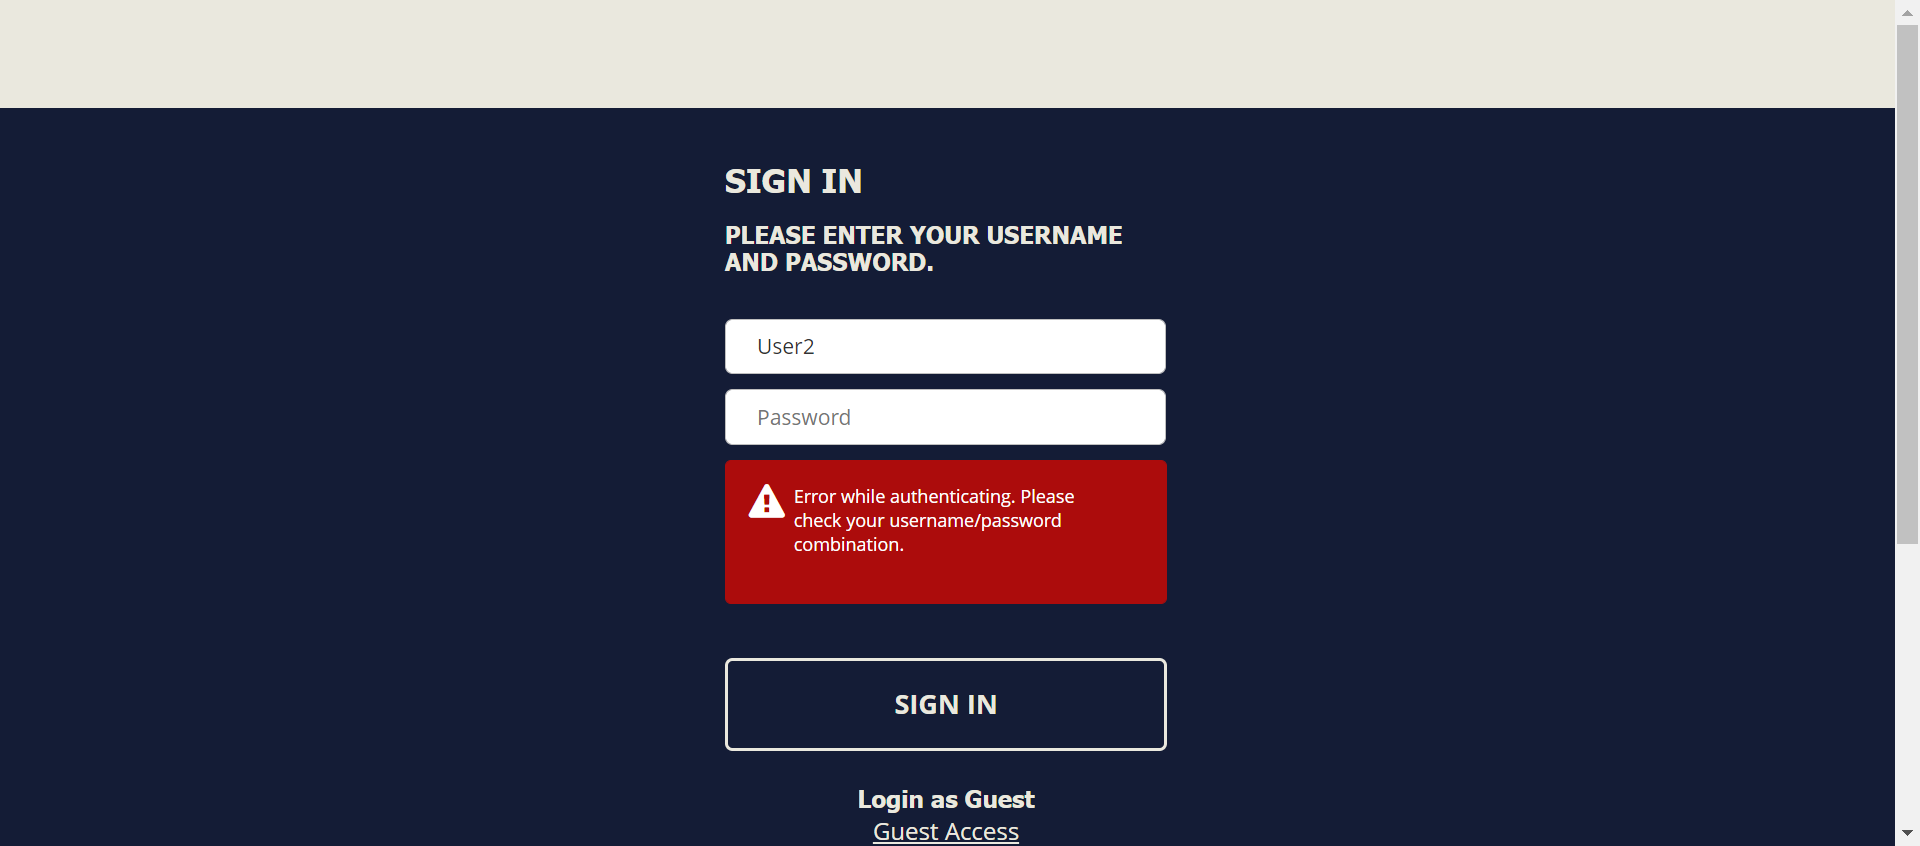 SIGN IN
PLEASE ENTER YOUR USERNAME
AND PASSWORD.
User2
Password
Error while authenticating. Please
check your username/password
combination.
SIGN IN
Login as Guest
Guest Access